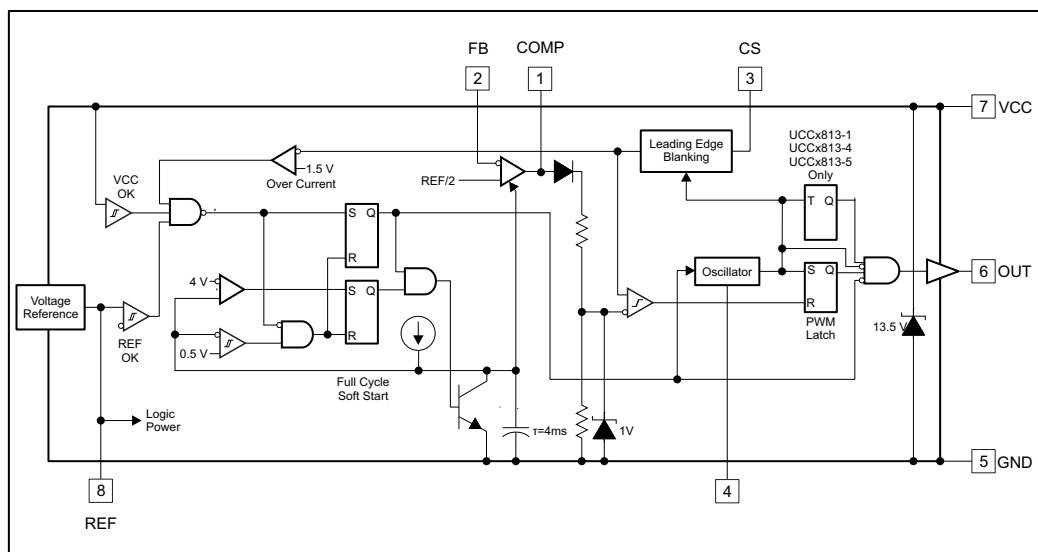 FB
COMP
CS
2
1
3
7
VCC
UCCx813-1
UCCx813-4
UCCx813-5
Only
Leading Edge
Blanking
1.5 V
Over Current
REF/2
VCC
OK
T Q
S Q
R
4 V
S Q
R
Oscillator
S Q
R
PWM
Latch
6
OUT
Voltage
Reference
13.5 V
REF
OK
0.5 V
Full Cycle
Soft Start
Logic
Power
τ=4ms
1V
5
GND
8
4
REF